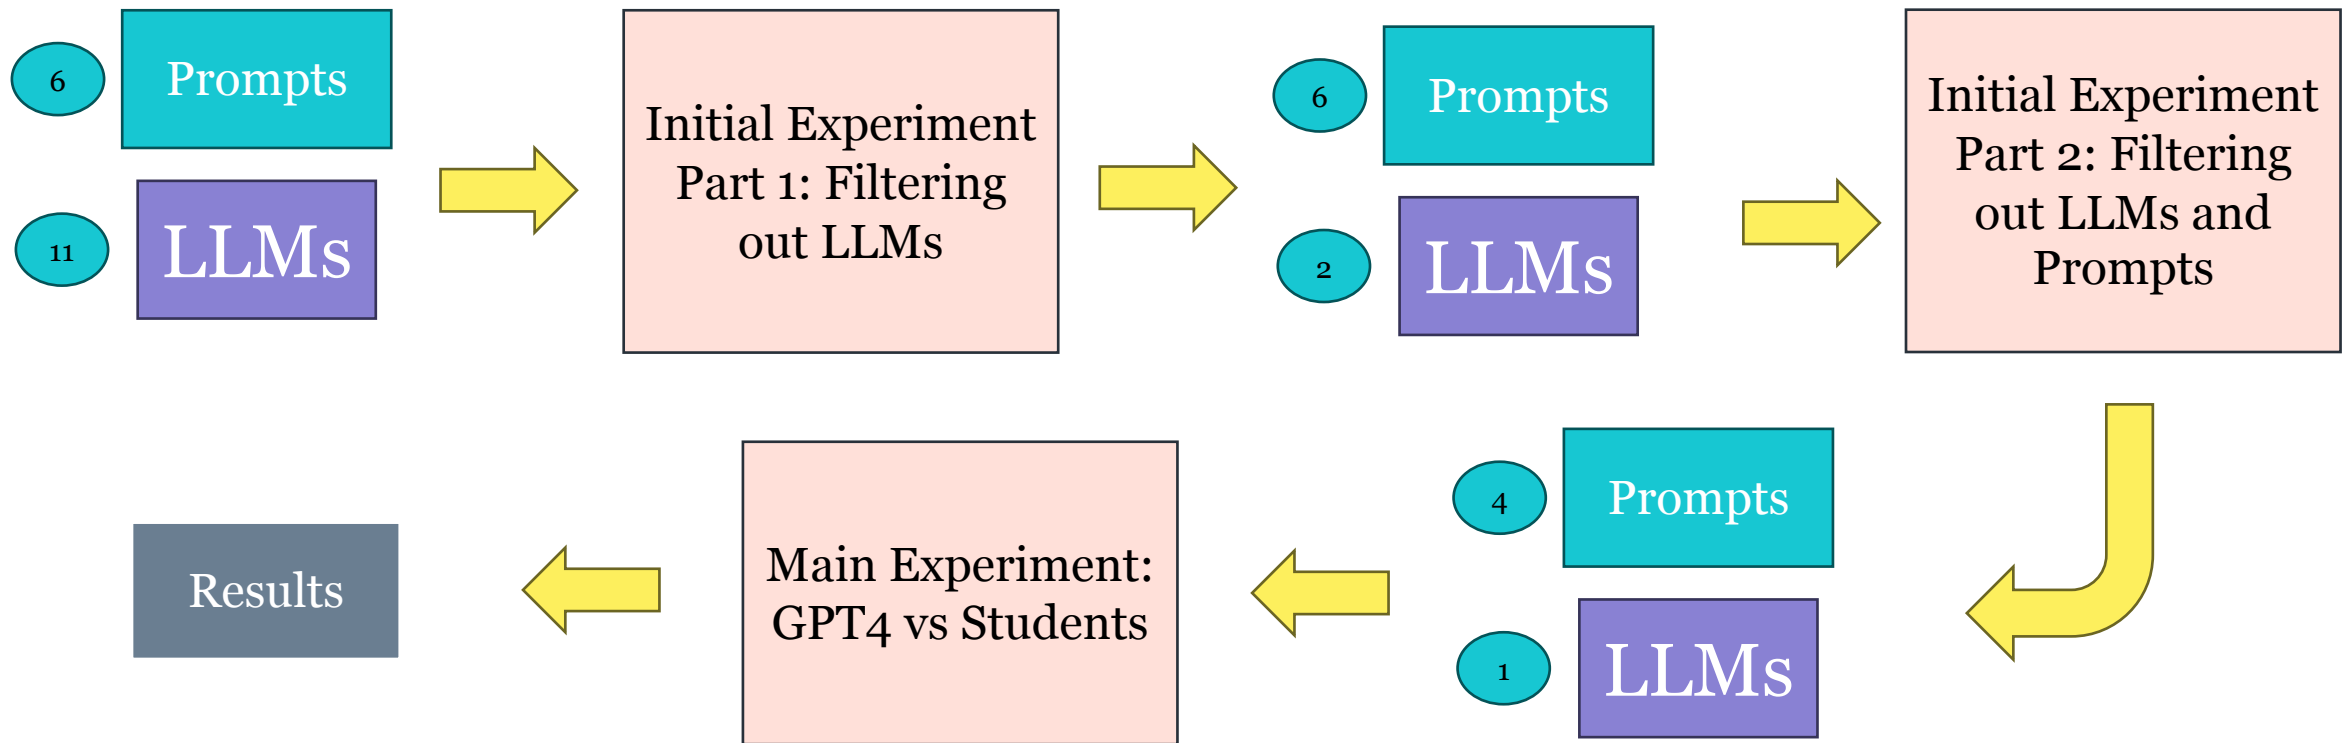 6
Prompts
11
LLMs
Initial Experiment
Part 1: Filtering
out LLMs
6
Prompts
2
LLMs
Initial Experiment
Part 2: Filtering
out LLMs and
Prompts
4
Prompts
1
LLMs
Main Experiment:
GPT4 vs Students
Results